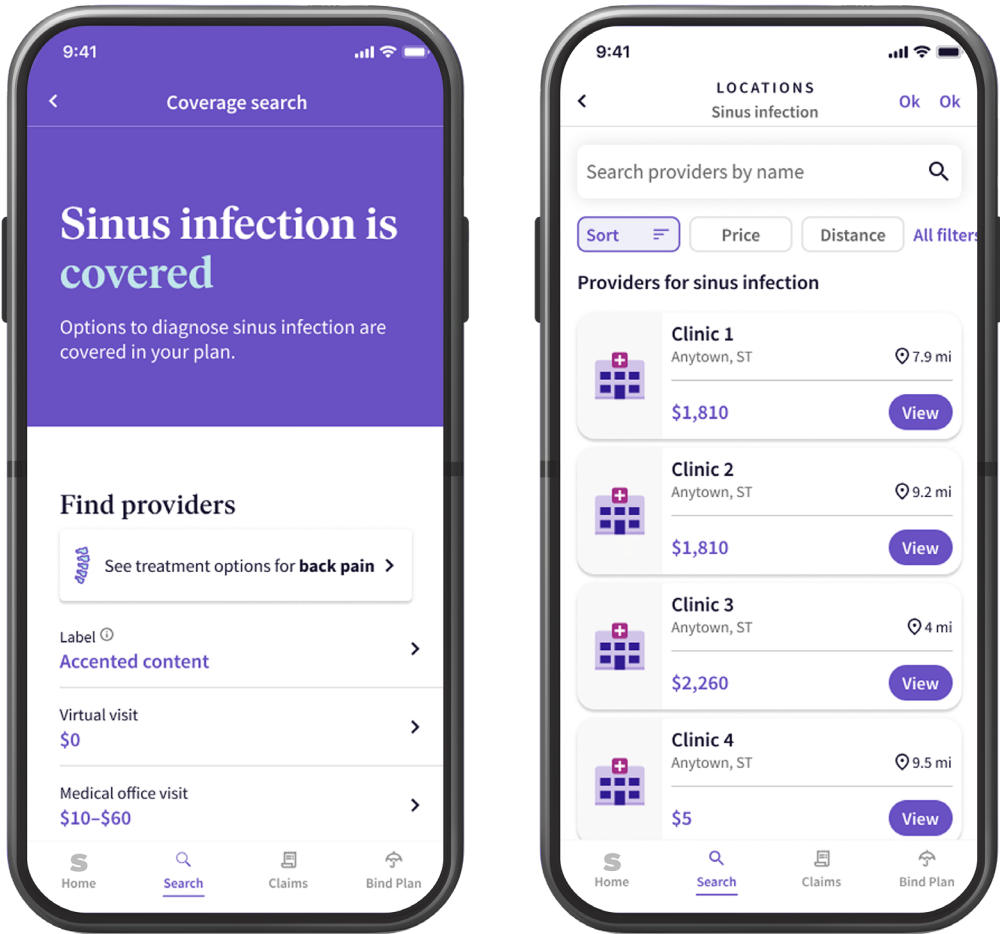 9:41
Coverage search
Sinus infection is
covered
Options to diagnose sinus infection are
covered in your plan.
Find providers
See treatment options for back pain
Label
Accented content
Virtual visit
$0
Medical office visit
$10–$60
S
Home
Search
Claims
Bind Plan
9:41
LOCATIONS
Sinus infection
Ok Ok
Search providers by name
Sort
Price
Distance
All filters
Providers for sinus infection
Clinic 1
Anytown, ST
7.9 mi
$1,810
View
Clinic 2
Anytown, ST
9.2 mi
$1,810
View
Clinic 3
Anytown, ST
4 mi
$2,260
View
Clinic 4
Anytown, ST
9.5 mi
$5
View
S
Home
Search
Claims
Bind Plan